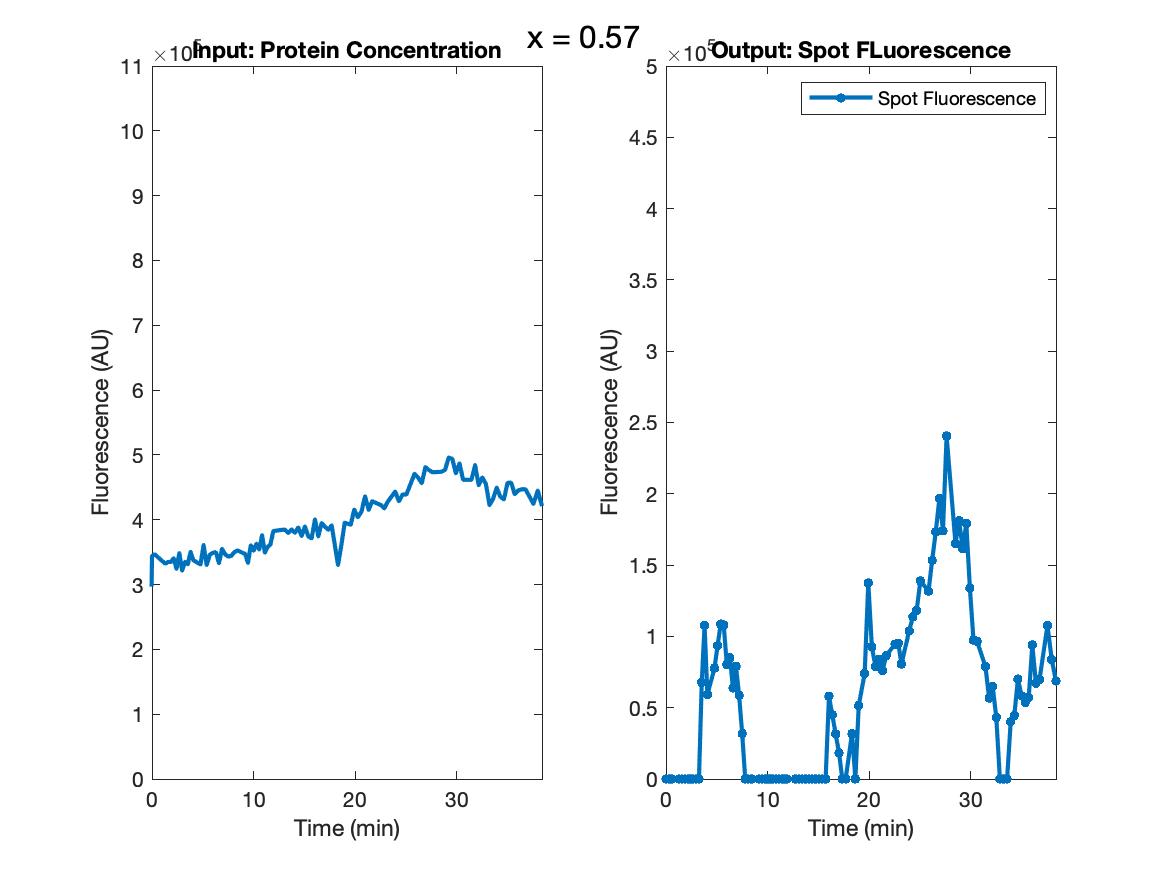 x = 0.57
×10⁵
Input: Protein Concentration
11
10
9
8
7
6
5
4
3
2
1
0
Fluorescence (AU)
0 10 20 30
Time (min)
×10⁵
Output: Spot FLuorescence
Spot Fluorescence
5
4.5
4
3.5
3
2.5
2
1.5
1
0.5
0
Fluorescence (AU)
0 10 20 30
Time (min)